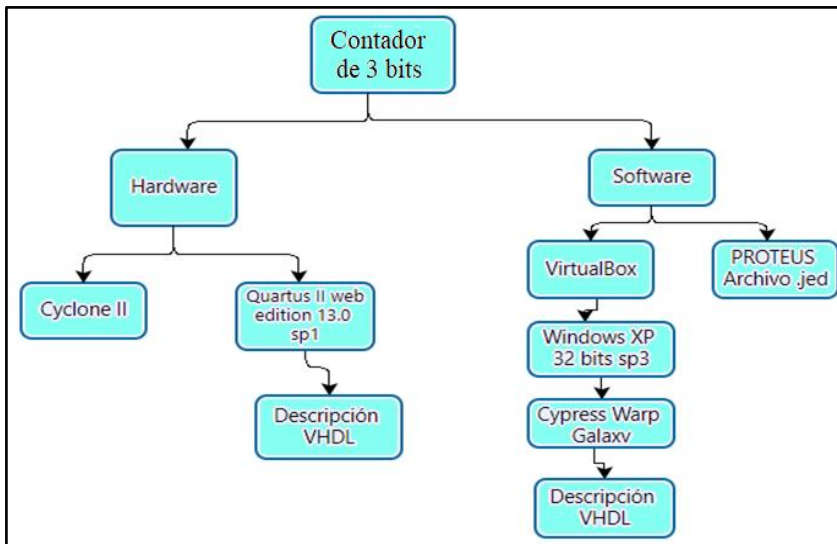 Contador
de 3 bits
Hardware
Software
Cyclone II
Quartus II web
edition 13.0
sp1
VirtualBox
PROTEUS
Archivo .jed
Descripción
VHDL
Windows XP
32 bits sp3
Cypress Warp
Galaxv
Descripción
VHDL